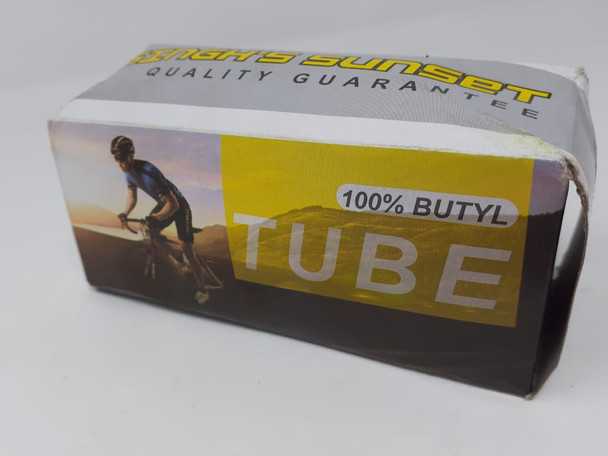 SUNSET
QUALITY GUARANTEE
100% BUTYL
TUBE